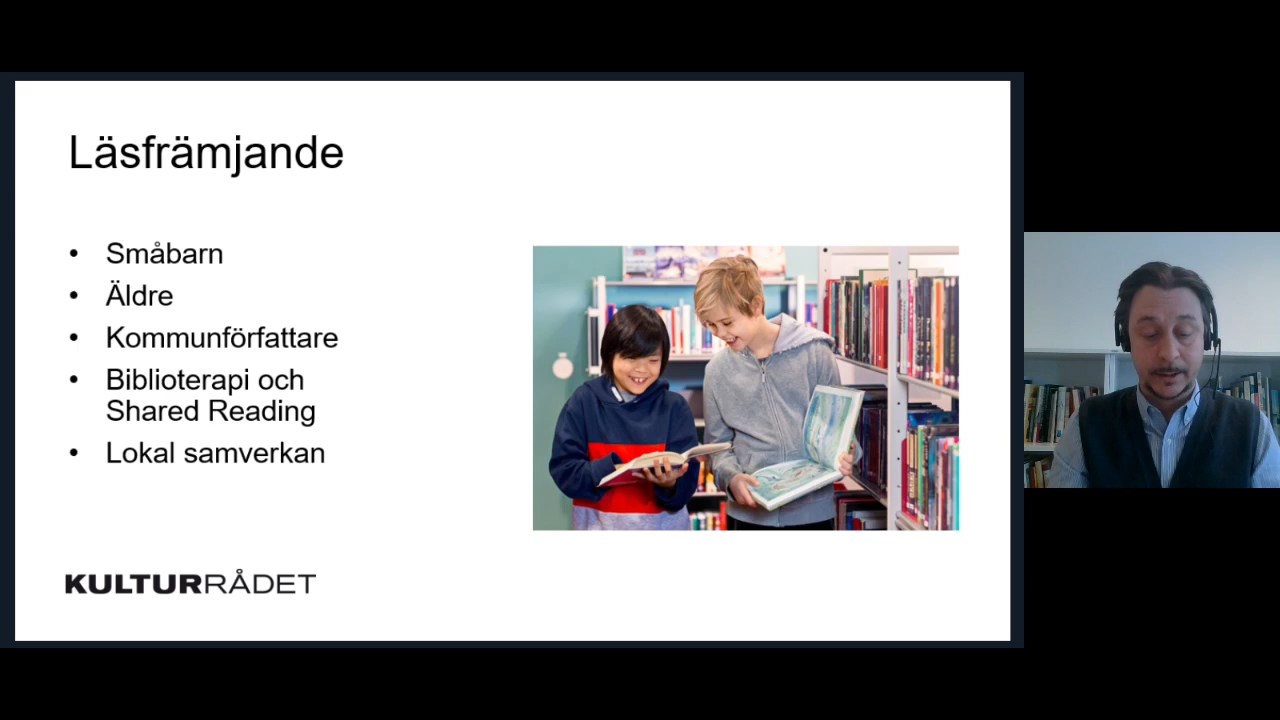 Läsfrämjande
• Småbarn
• Äldre
• Kommunförfattare
• Biblioterapi och
Shared Reading
• Lokal samverkan
KULTURRÅDET